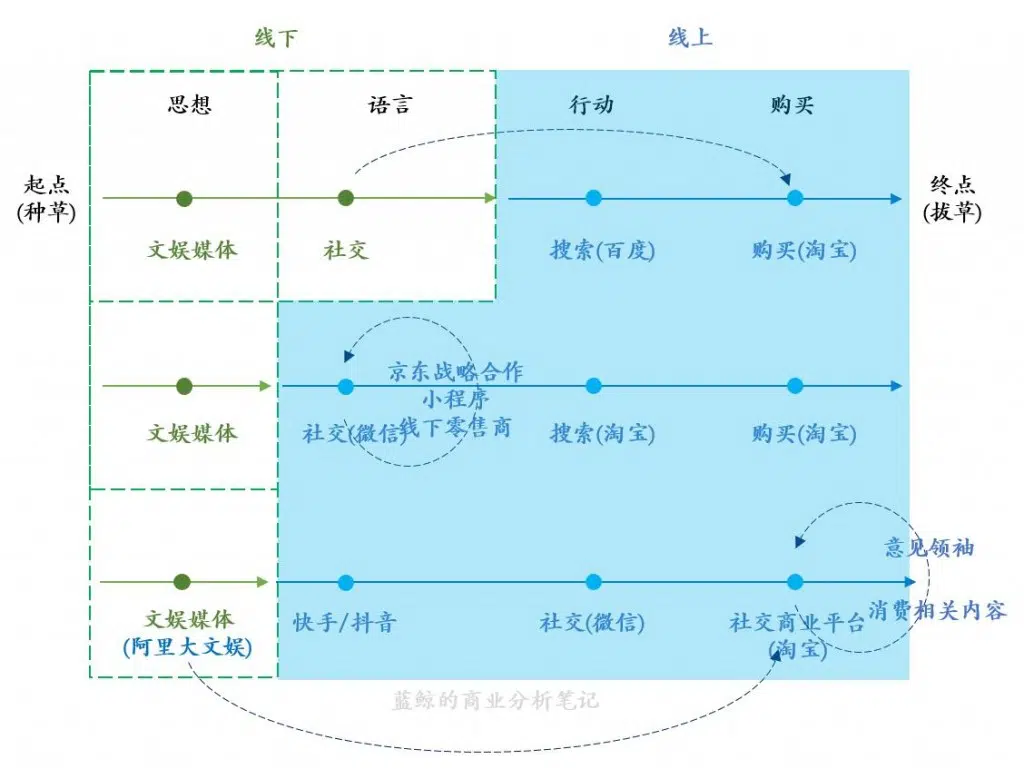 线下
线上
思想
语言
行动
购买
起点
(种草)
终点
(拔草)
文娱媒体
社交
搜索(百度)
购买(淘宝)
京东战略合作
小程序
线下零售商
文娱媒体
社交(微信)
搜索(淘宝)
购买(淘宝)
意见领袖
消费相关内容
文娱媒体
(阿里大文娱)
快手/抖音
社交(微信)
社交商业平台
(淘宝)
蓝鲸的商业分析笔记